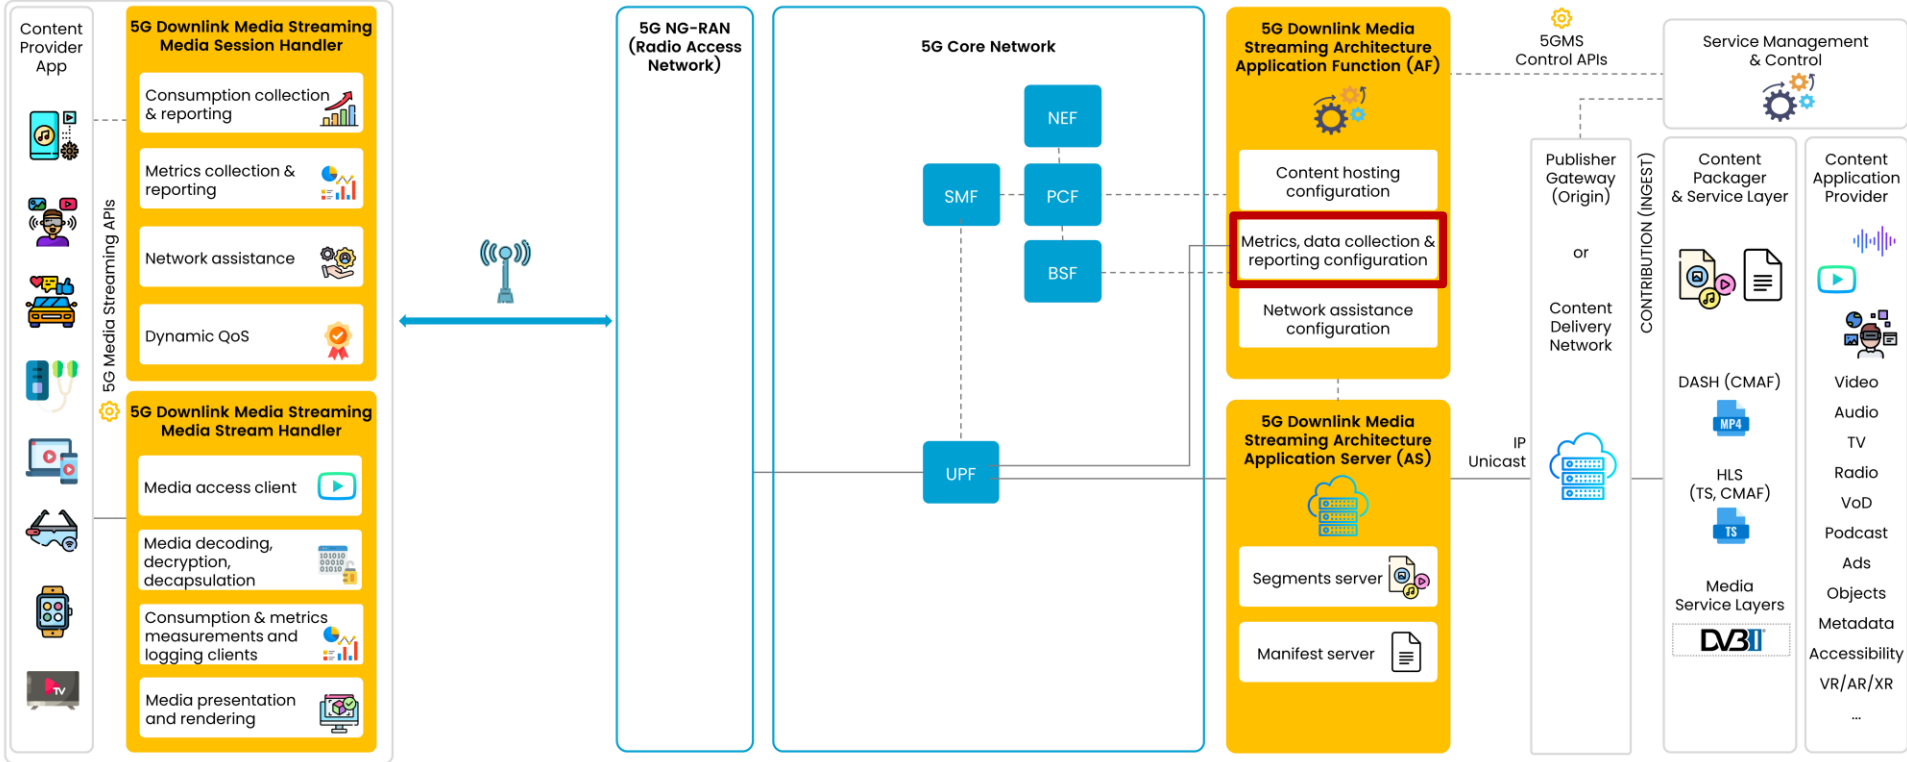 Content
Provider
App
5G Media Streaming APIs
5G Downlink Media Streaming
Media Session Handler
Consumption collection
& reporting
Metrics collection &
reporting
Network assistance
Dynamic QoS
5G Downlink Media Streaming
Media Stream Handler
Media access client
Media decoding,
decryption,
decapsulation
101010
00010
01010
Consumption & metrics
measurements and
logging clients
Media presentation
and rendering
TV
5G NG-RAN
(Radio Access
Network)
5G Core Network
NEF
SMF
PCF
BSF
UPF
5G Downlink Media
Streaming Architecture
Application Function (AF)
Content hosting
configuration
Metrics, data collection &
reporting configuration
Network assistance
configuration
5G Downlink Media
Streaming Architecture
Application Server (AS)
Segments server
Manifest server
5GMS
Control APIs
IP
Unicast
Service Management
& Control
Publisher
Gateway
(Origin)
or
Content
Delivery
Network
CONTRIBUTION (INGEST)
Content
Packager
& Service Layer
DASH (CMAF)
MP4
HLS
(TS, CMAF)
TS
Media
Service Layers
DVB-I
Content
Application
Provider
Video
Audio
TV
Radio
VoD
Podcast
Ads
Objects
Metadata
Accessibility
VR/AR/XR
...